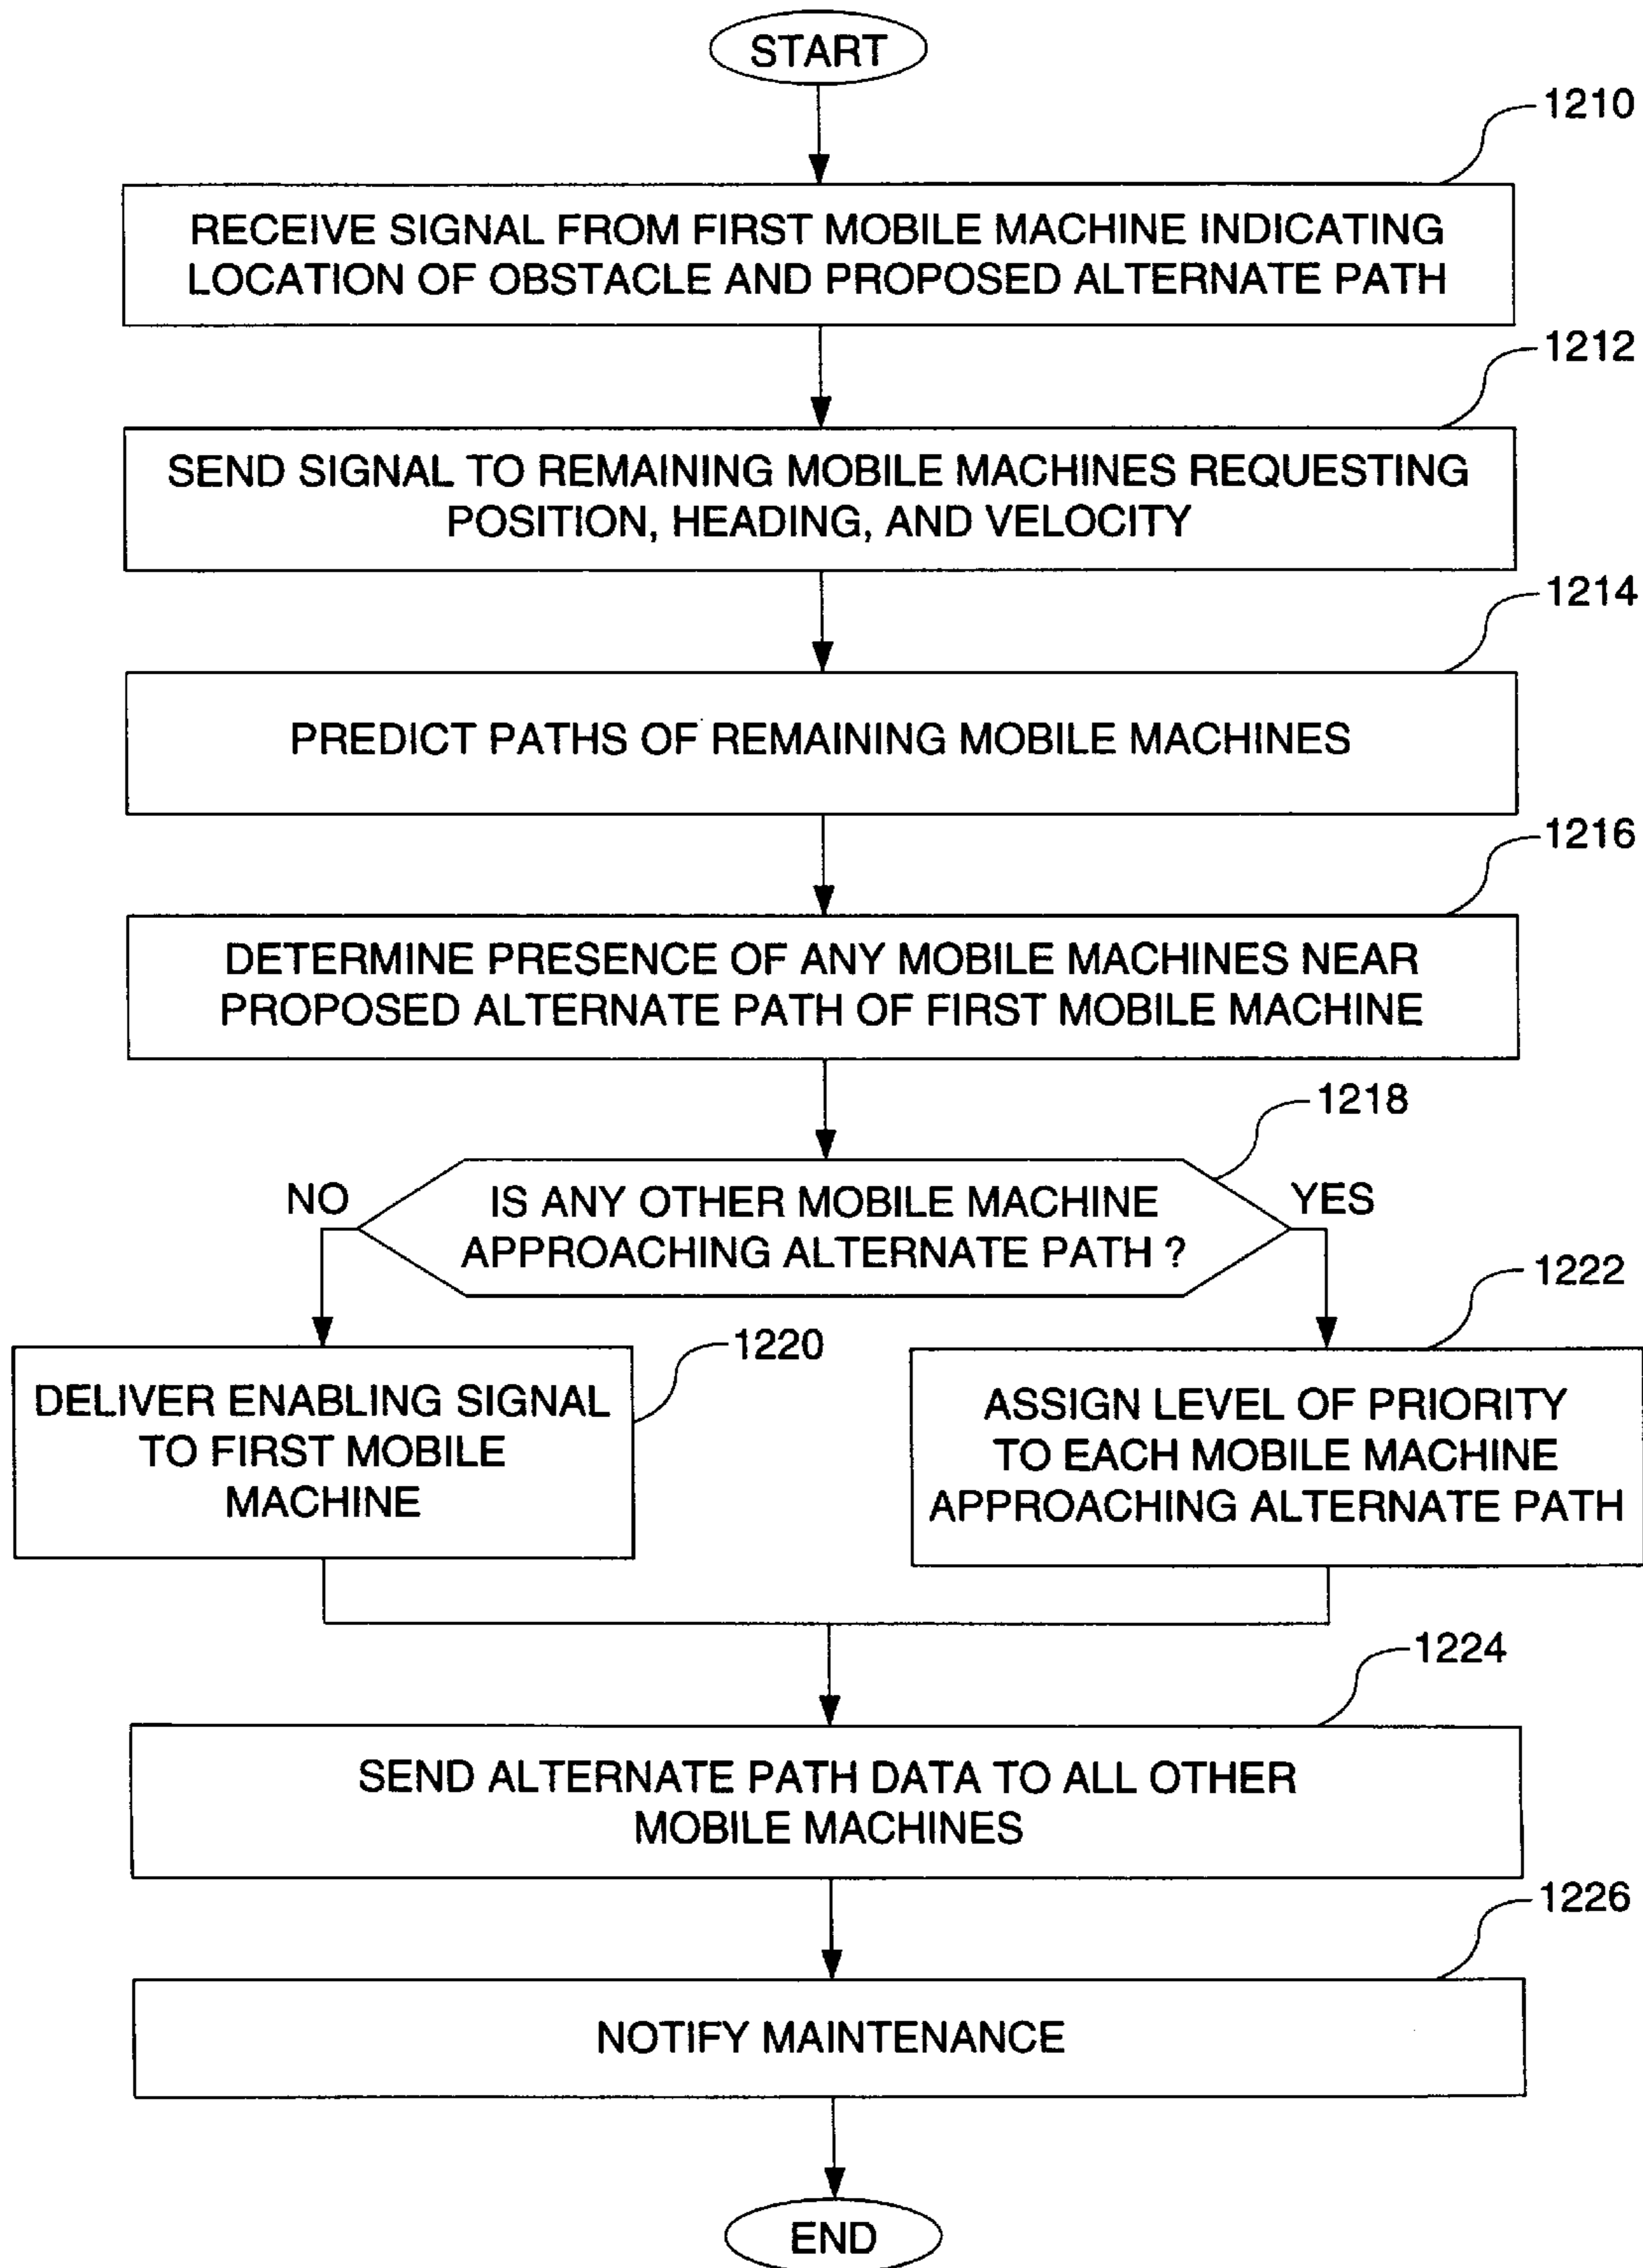 START
1210
RECEIVE SIGNAL FROM FIRST MOBILE MACHINE INDICATING
LOCATION OF OBSTACLE AND PROPOSED ALTERNATE PATH
1212
SEND SIGNAL TO REMAINING MOBILE MACHINES REQUESTING
POSITION, HEADING, AND VELOCITY
1214
PREDICT PATHS OF REMAINING MOBILE MACHINES
1216
DETERMINE PRESENCE OF ANY MOBILE MACHINES NEAR
PROPOSED ALTERNATE PATH OF FIRST MOBILE MACHINE
1218
NO
IS ANY OTHER MOBILE MACHINE
APPROACHING ALTERNATE PATH ?
YES
1220
DELIVER ENABLING SIGNAL
TO FIRST MOBILE
MACHINE
1222
ASSIGN LEVEL OF PRIORITY
TO EACH MOBILE MACHINE
APPROACHING ALTERNATE PATH
1224
SEND ALTERNATE PATH DATA TO ALL OTHER
MOBILE MACHINES
1226
NOTIFY MAINTENANCE
END